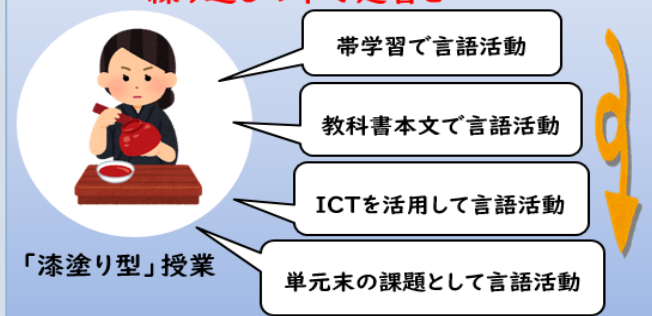 帯学習で言語活動
教科書本文で言語活動
ICTを活用して言語活動
単元末の課題として言語活動
「漆塗り型」授業